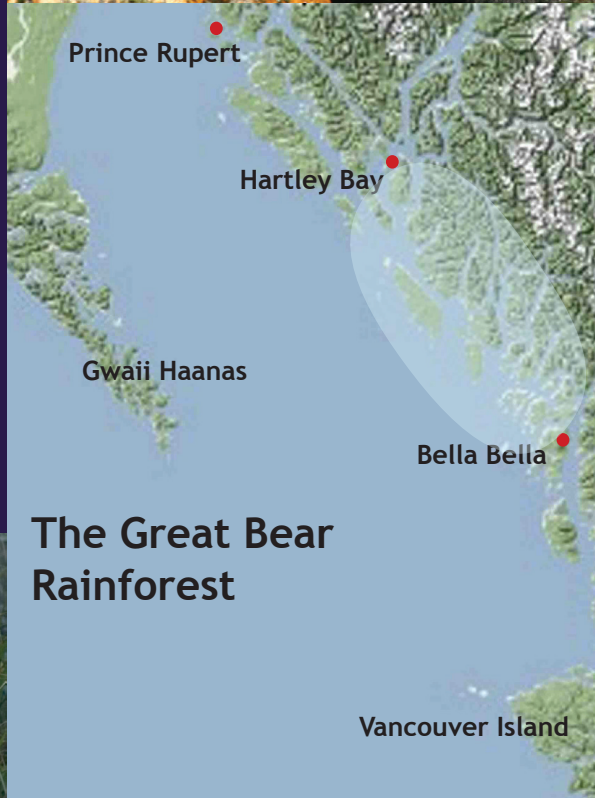 Prince Rupert
Hartley Bay
Gwaii Haanas
Bella Bella
The Great Bear
Rainforest
Vancouver Island